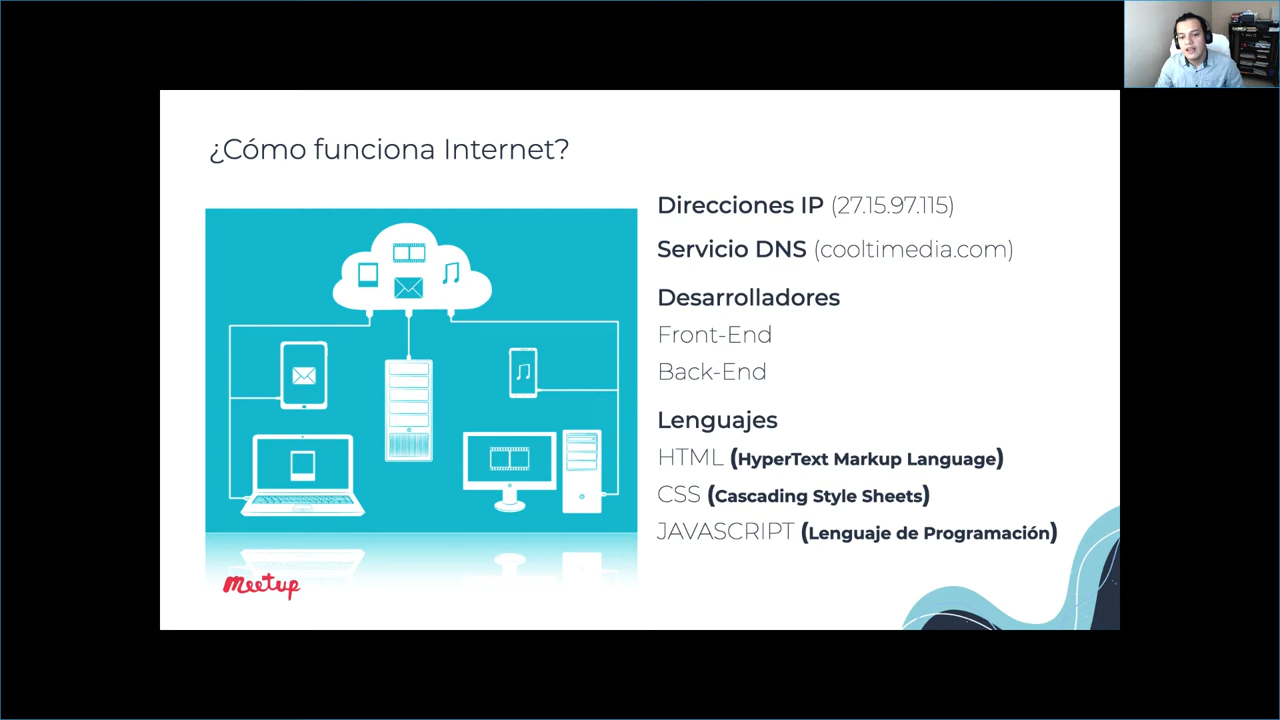 ¿Cómo funciona Internet?
Direcciones IP (27.15.97.115)
Servicio DNS (cooltimedia.com)
Desarrolladores
Front-End
Back-End
Lenguajes
HTML (HyperText Markup Language)
CSS (Cascading Style Sheets)
JAVASCRIPT (Lenguaje de Programación)
meetup